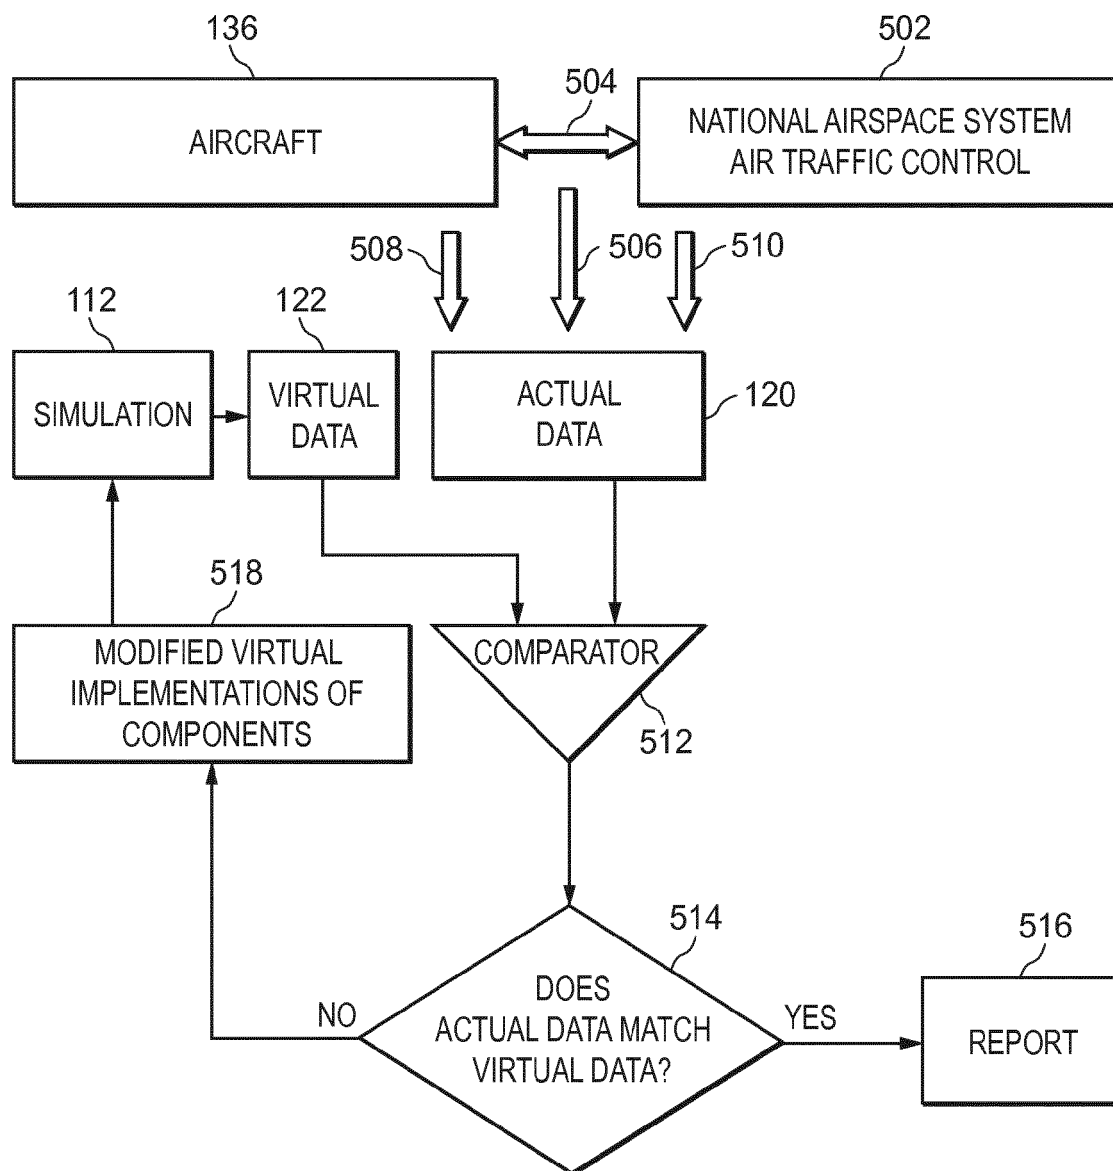 136
502
AIRCRAFT
504
NATIONAL AIRSPACE SYSTEM
AIR TRAFFIC CONTROL
508
506
510
112
122
SIMULATION
VIRTUAL
DATA
ACTUAL
DATA
120
518
MODIFIED VIRTUAL
IMPLEMENTATIONS OF
COMPONENTS
COMPARATOR
512
514
516
DOES
ACTUAL DATA MATCH
VIRTUAL DATA?
NO
YES
REPORT